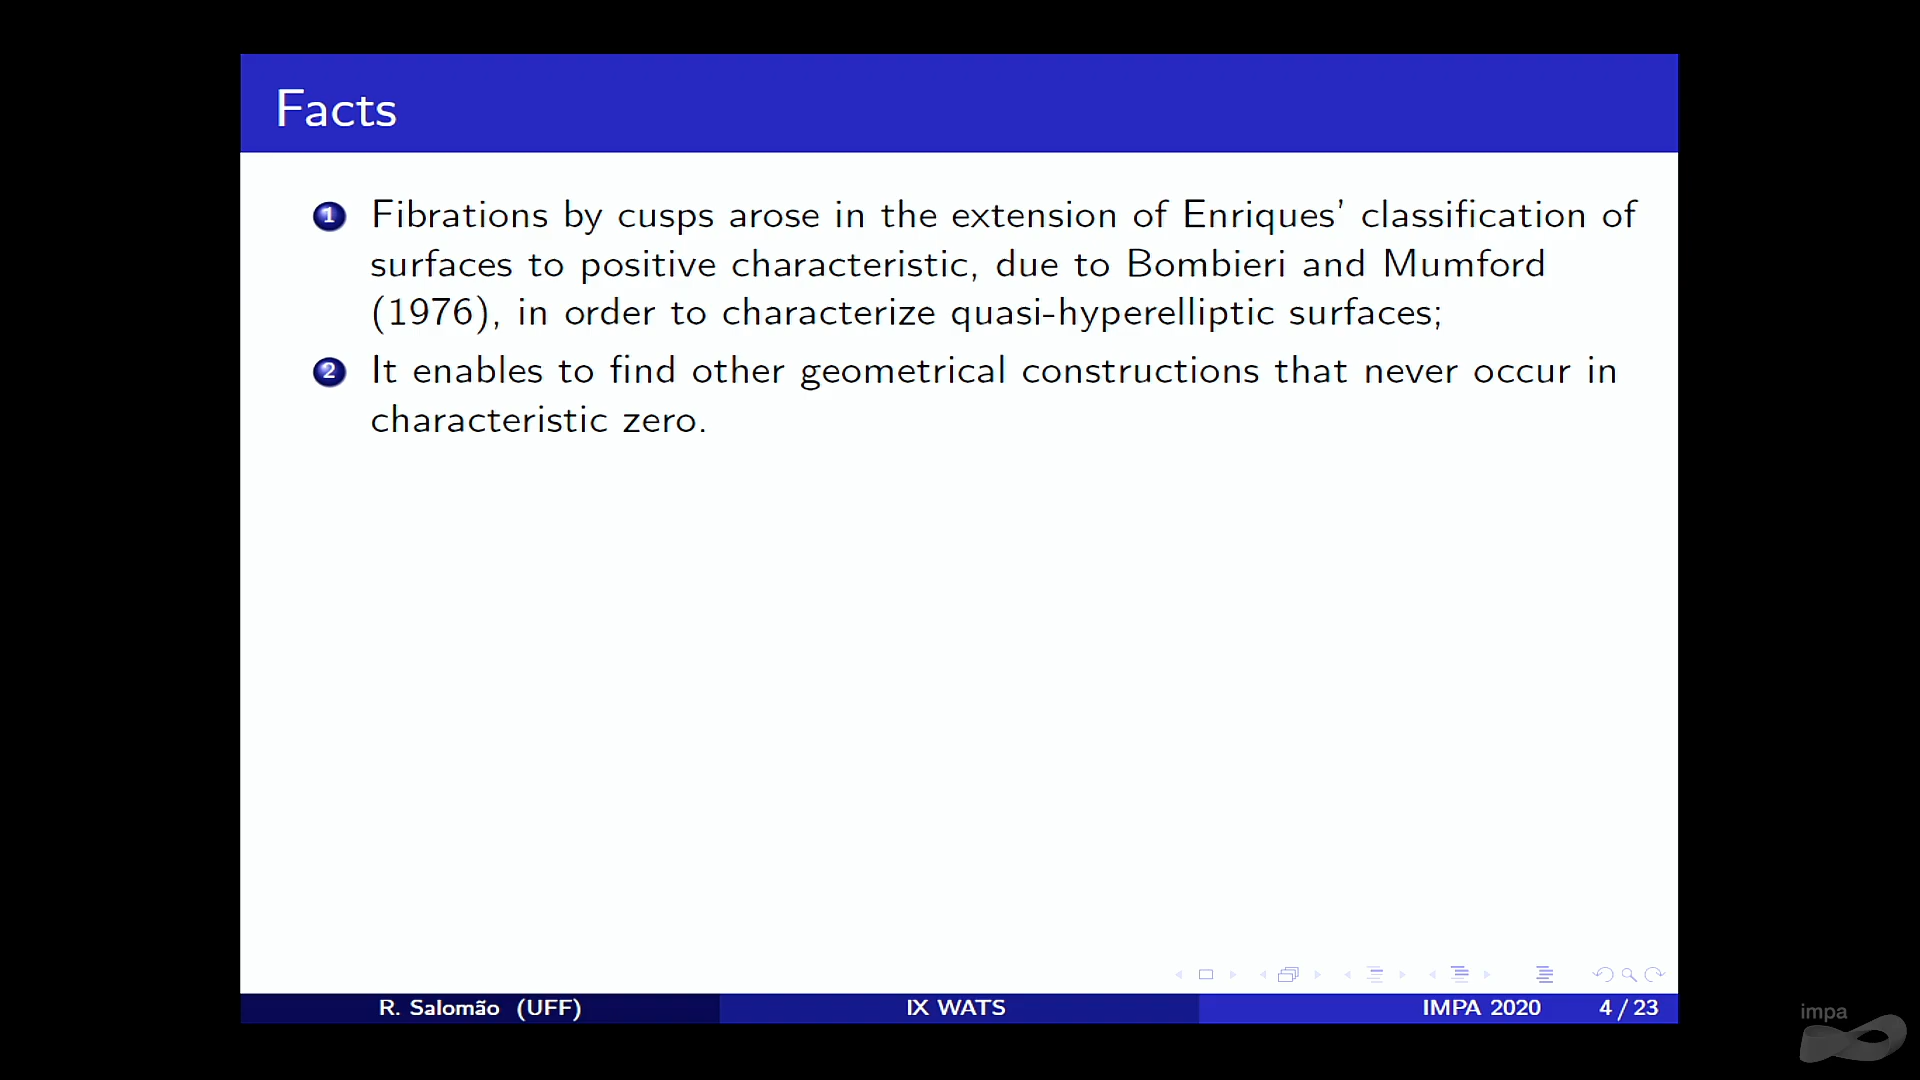 Facts
1 Fibrations by cusps arose in the extension of Enriques' classification of
surfaces to positive characteristic, due to Bombieri and Mumford
(1976), in order to characterize quasi-hyperelliptic surfaces;
2 It enables to find other geometrical constructions that never occur in
characteristic zero.
R. Salomão (UFF) IX WATS IMPA 2020 4 / 23
impa